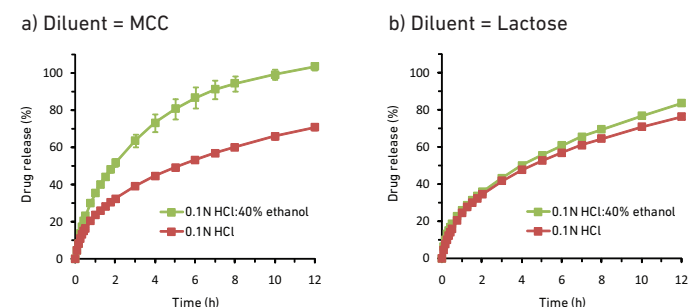 a) Diluent = MCC
Drug release (%)
100
80
60
40
20
0
0.1N HCl:40% ethanol
0.1N HCl
0 2 4 6 8 10 12
Time (h)
b) Diluent = Lactose
Drug release (%)
100
80
60
40
20
0
0.1N HCl:40% ethanol
0.1N HCl
0 2 4 6 8 10 12
Time (h)